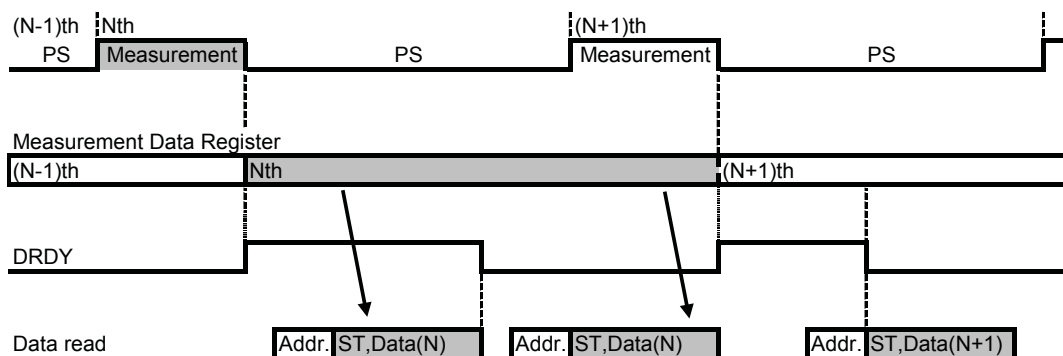 (N-1)th Nth (N+1)th
PS Measurement PS Measurement PS
Measurement Data Register
(N-1)th Nth (N+1)th
DRDY
Data read Addr. ST,Data(N) Addr. ST,Data(N) Addr. ST,Data(N+1)